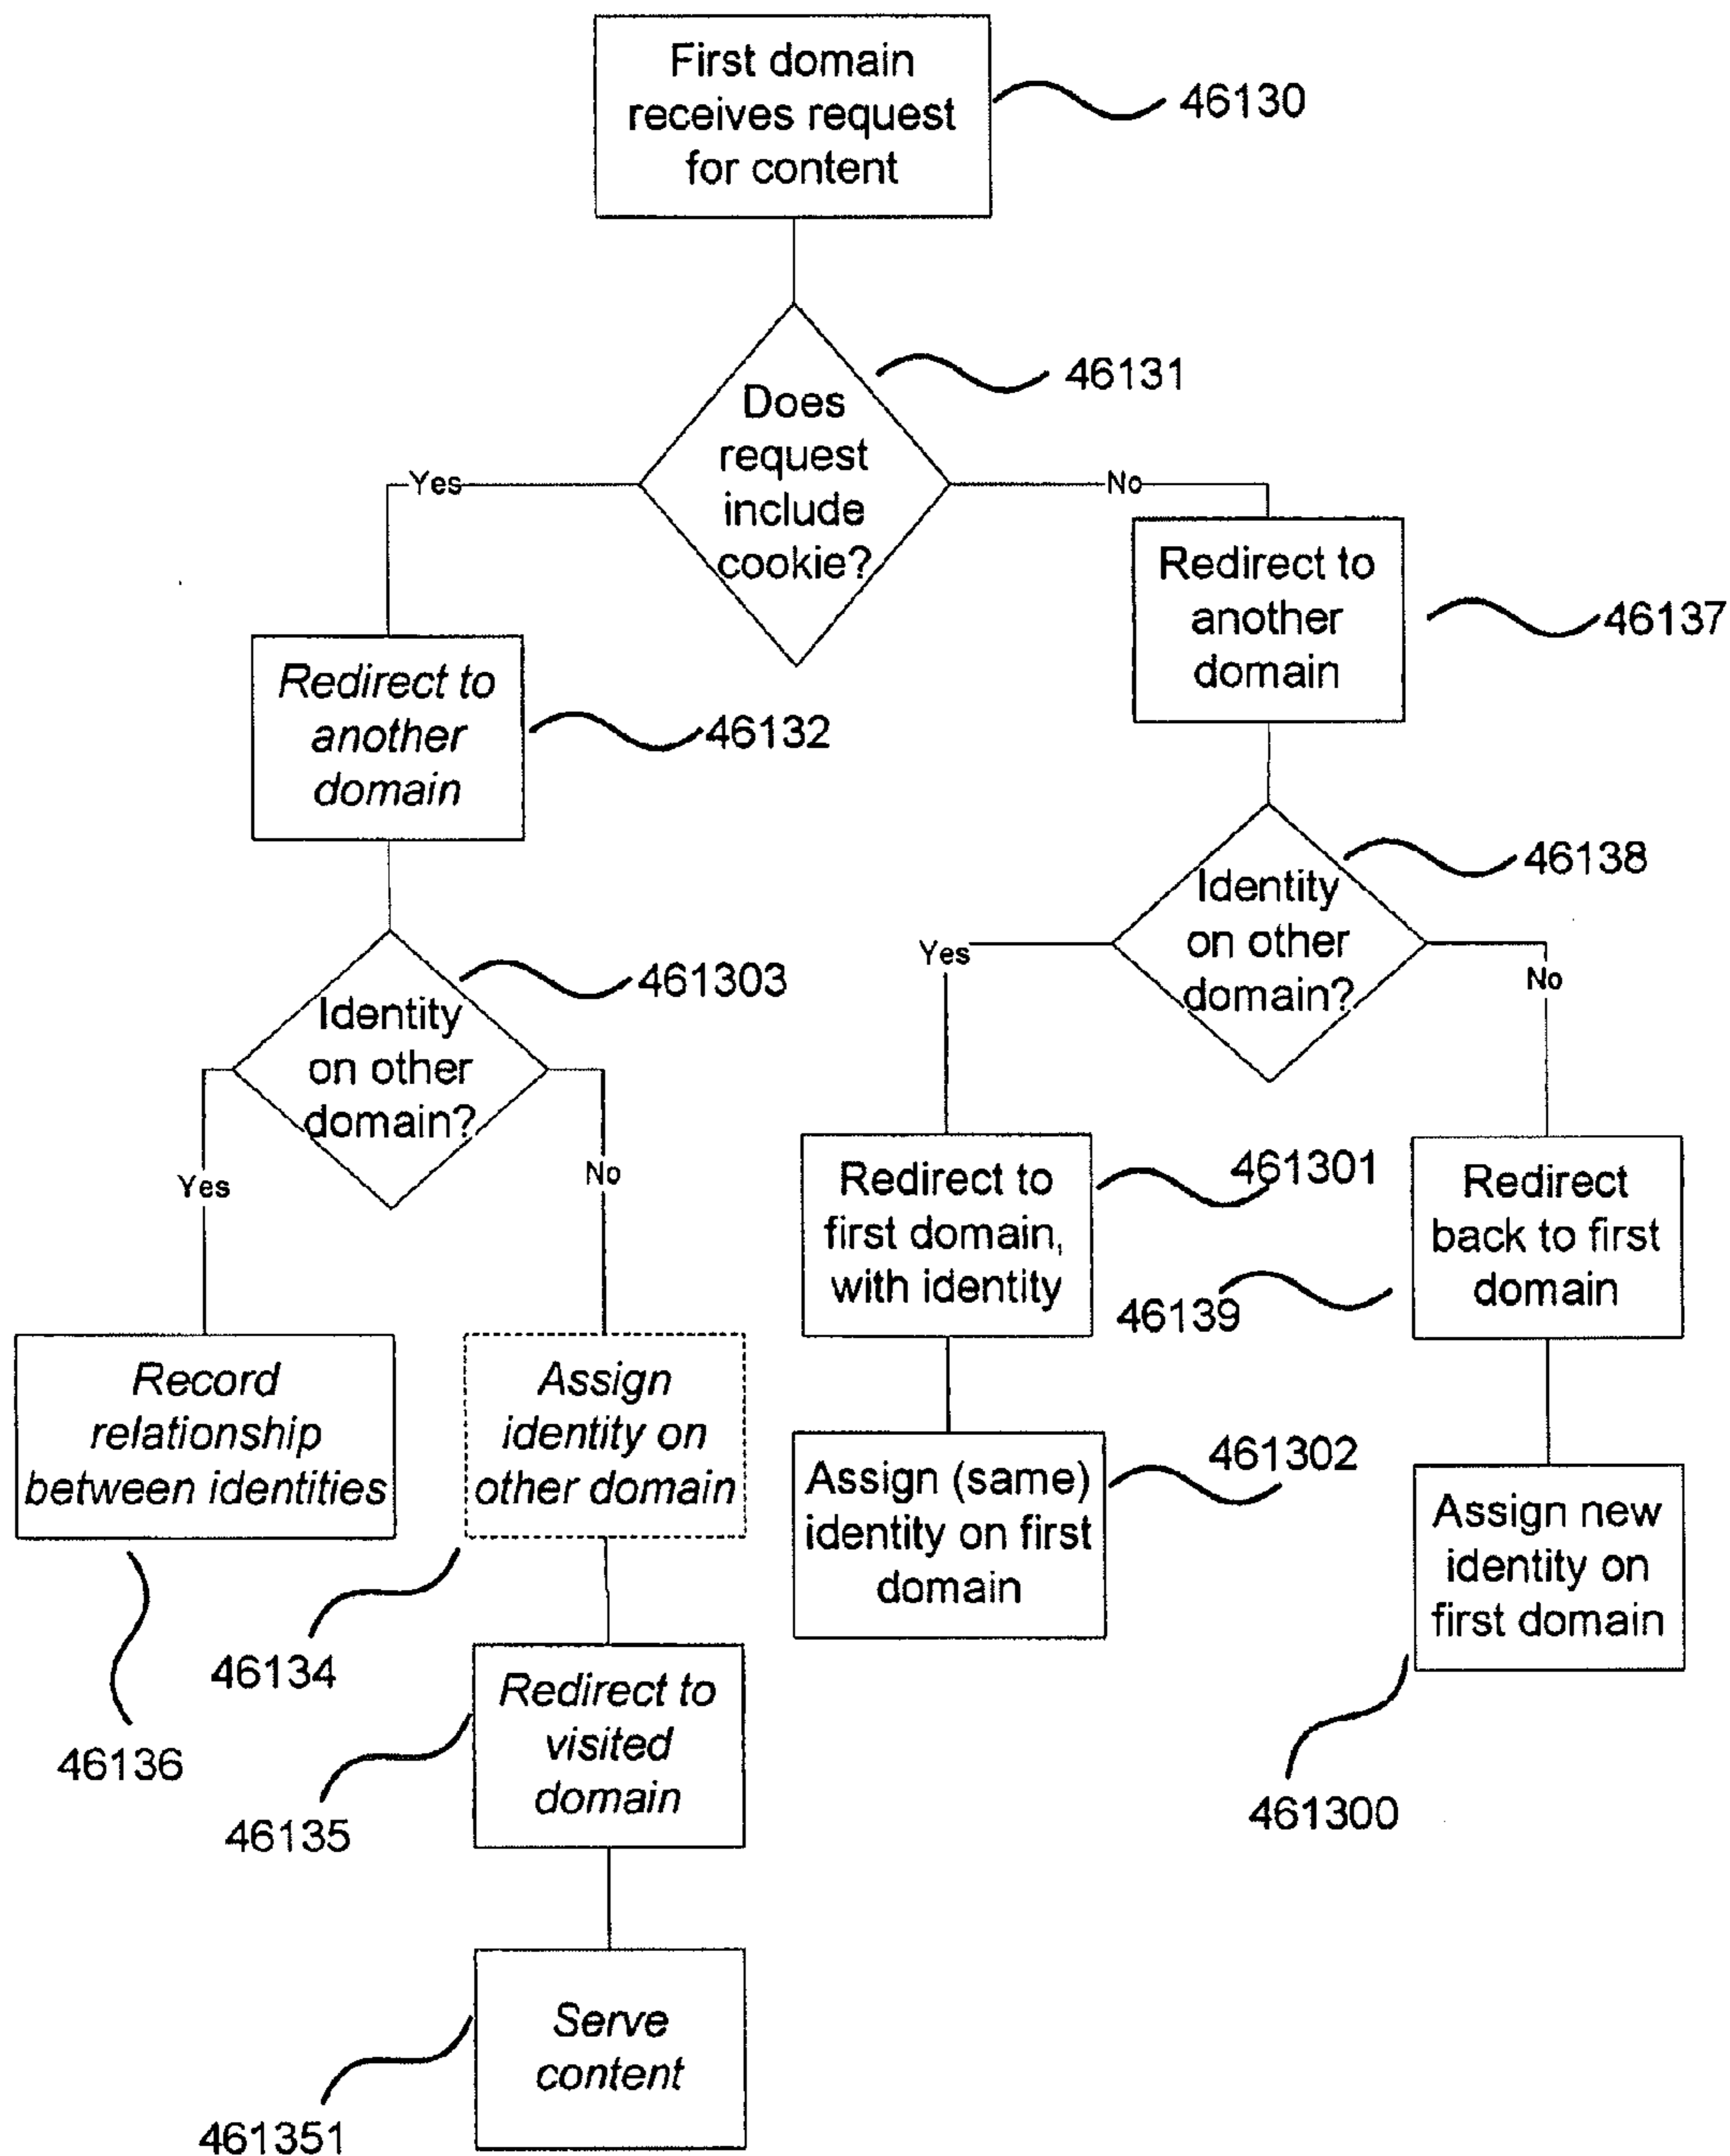 First domain
receives request
for content
46130
Does
request
include
cookie?
46131
Yes
No
Redirect to
another
domain
46132
Redirect to
another
domain
46137
Identity
on other
domain?
461303
Identity
on other
domain?
46138
Yes
No
Yes
No
Record
relationship
between identities
46136
Assign
identity on
other domain
46134
Redirect to
first domain,
with identity
461301
Redirect
back to first
domain
46139
Assign (same)
identity on first
domain
461302
Assign new
identity on
first domain
461300
Redirect to
visited
domain
46135
Serve
content
461351